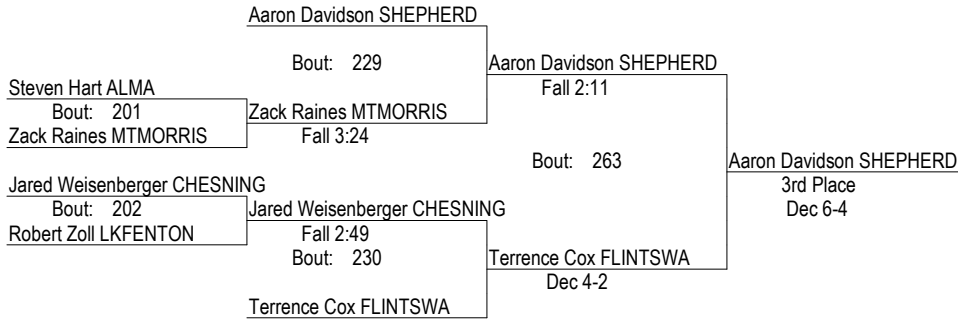 Aaron Davidson SHEPHERD
Bout: 229
Aaron Davidson SHEPHERD
Fall 2:11
Steven Hart ALMA
Bout: 201
Zack Raines MTMORRIS
Zack Raines MTMORRIS
Fall 3:24
Bout: 263
Aaron Davidson SHEPHERD
3rd Place
Dec 6-4
Jared Weisenberger CHESNING
Bout: 202
Robert Zoll LKFENTON
Jared Weisenberger CHESNING
Fall 2:49
Bout: 230
Terrence Cox FLINTSWA
Dec 4-2
Terrence Cox FLINTSWA